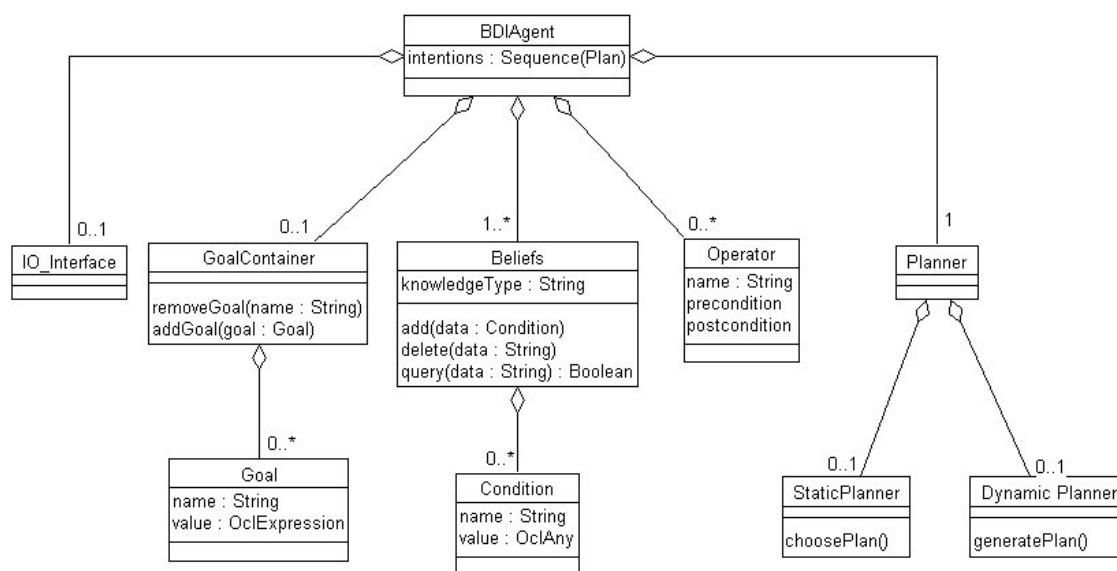 BDIAgent
intentions : Sequence(Plan)
0..1
0..1
1..*
0..*
1
IO_Interface
GoalContainer
removeGoal(name : String)
addGoal(goal : Goal)
Beliefs
knowledgeType : String
add(data : Condition)
delete(data : String)
query(data : String) : Boolean
Operator
name : String
precondition
postcondition
Planner
0..*
0..*
0..1
0..1
Goal
name : String
value : OclExpression
Condition
name : String
value : OclAny
StaticPlanner
choosePlan()
Dynamic Planner
generatePlan()